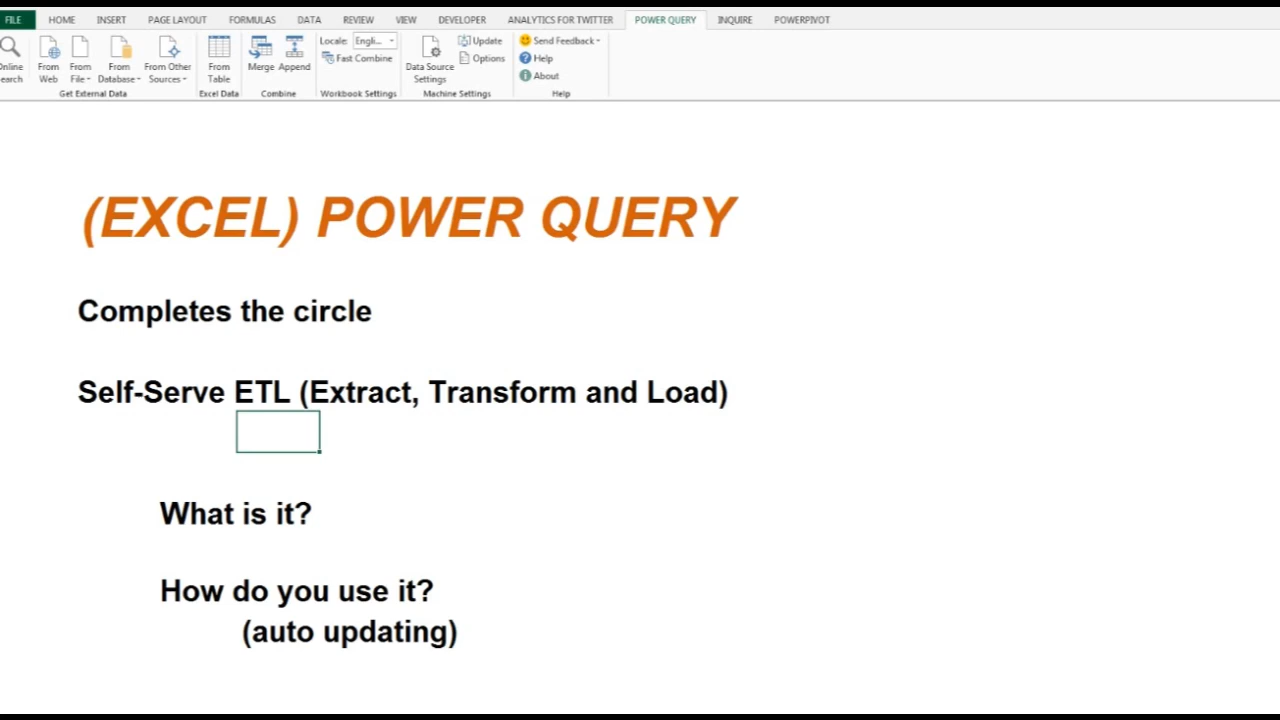 FILE HOME INSERT PAGE LAYOUT FORMULAS DATA REVIEW VIEW DEVELOPER ANALYTICS FOR TWITTER POWER QUERY INQUIRE POWERPIVOT
Locale: Engli... Update Send Feedback
Fast Combine Options Help
Online From From From From Other From Merge Append Data Source About
Web File Database Sources Table Settings
Get External Data Excel Data Combine Workbook Settings Machine Settings Help
(EXCEL) POWER QUERY
Completes the circle
Self-Serve ETL (Extract, Transform and Load)
What is it?
How do you use it?
(auto updating)